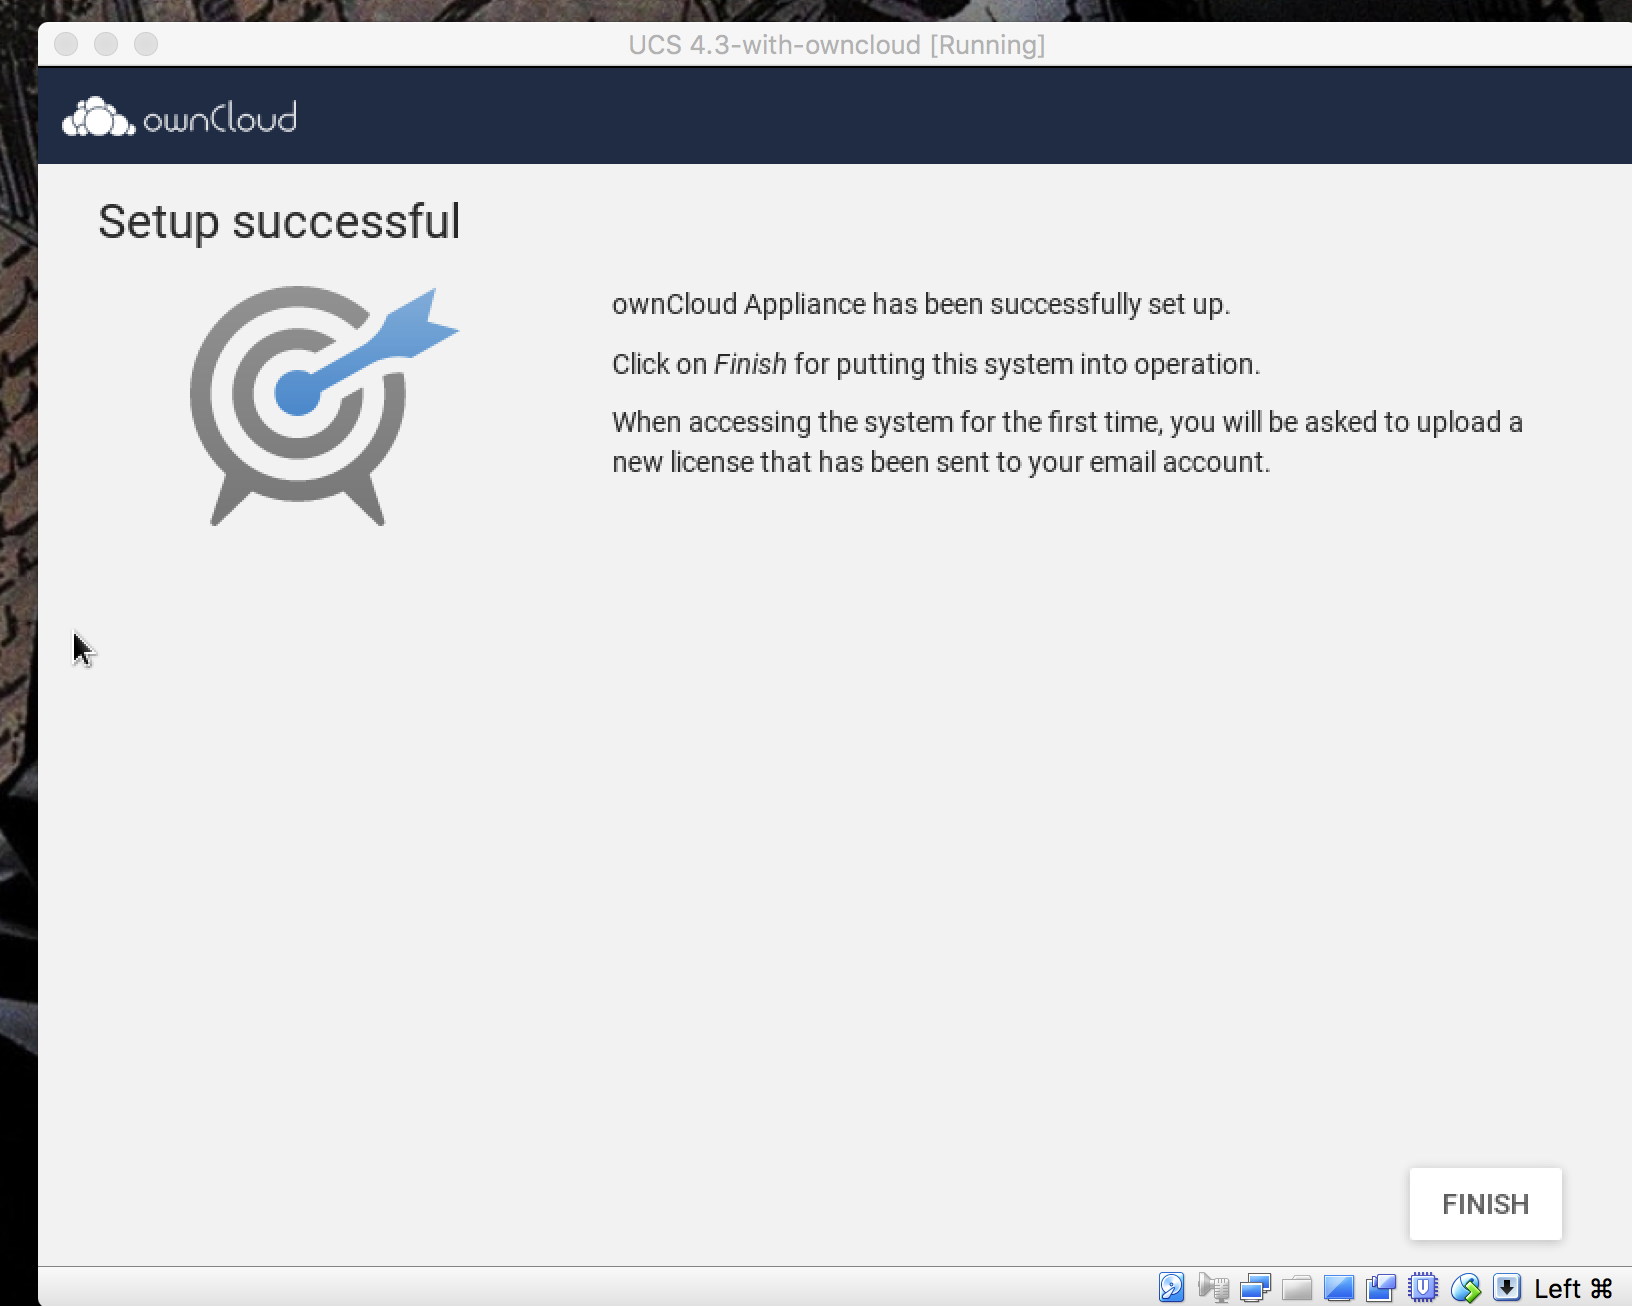 UCS 4.3-with-owncloud [Running]
ownCloud
Setup successful
ownCloud Appliance has been successfully set up.
Click on Finish for putting this system into operation.
When accessing the system for the first time, you will be asked to upload a
new license that has been sent to your email account.
FINISH
Left ⌘